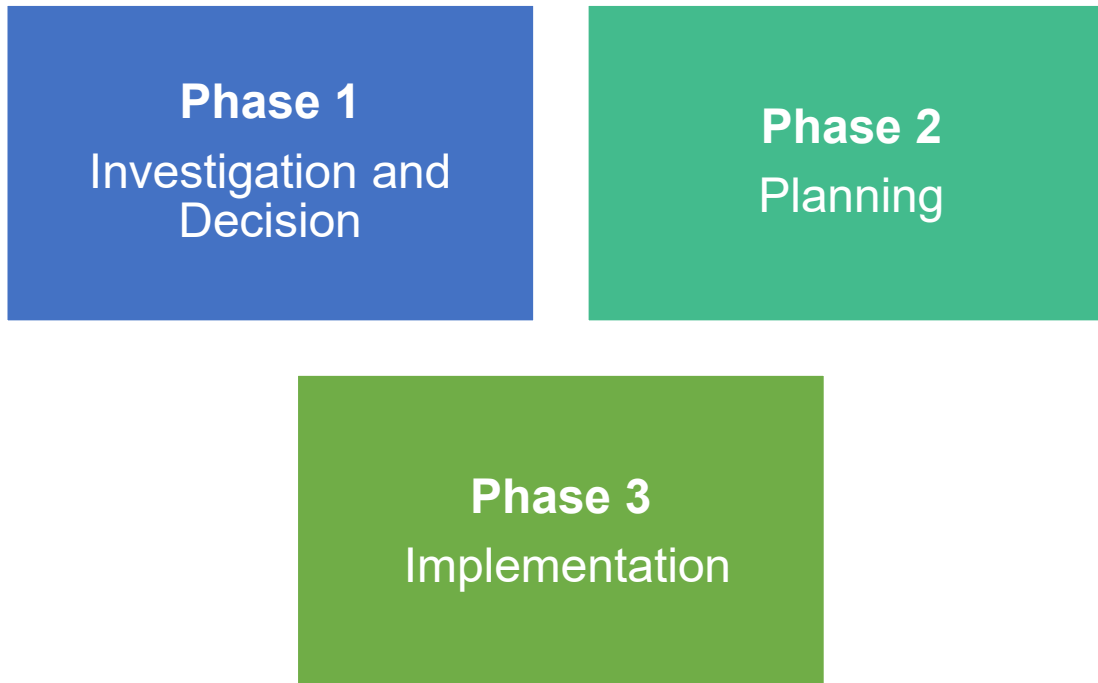 Phase 1
Investigation and
Decision
Phase 2
Planning
Phase 3
Implementation